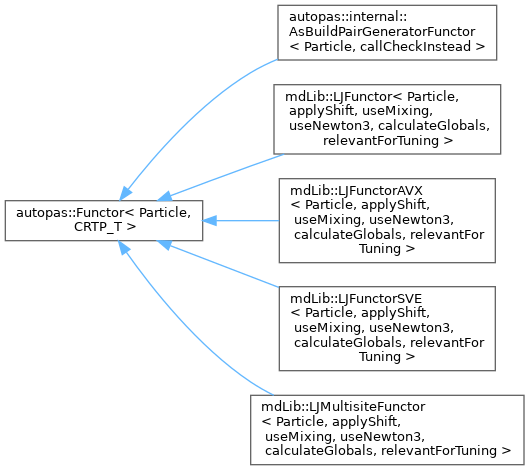 autopas::internal::
AsBuildPairGeneratorFunctor
< Particle, callCheckInstead >
mdLib::LJFunctor< Particle,
applyShift, useMixing,
useNewton3, calculateGlobals,
relevantForTuning >
mdLib::LJFunctorAVX
< Particle, applyShift,
useMixing, useNewton3,
calculateGlobals, relevantFor
Tuning >
autopas::Functor< Particle,
CRTP_T >
mdLib::LJFunctorSVE
< Particle, applyShift,
useMixing, useNewton3,
calculateGlobals, relevantFor
Tuning >
mdLib::LJMultisiteFunctor
< Particle, applyShift,
useMixing, useNewton3,
calculateGlobals, relevantForTuning >